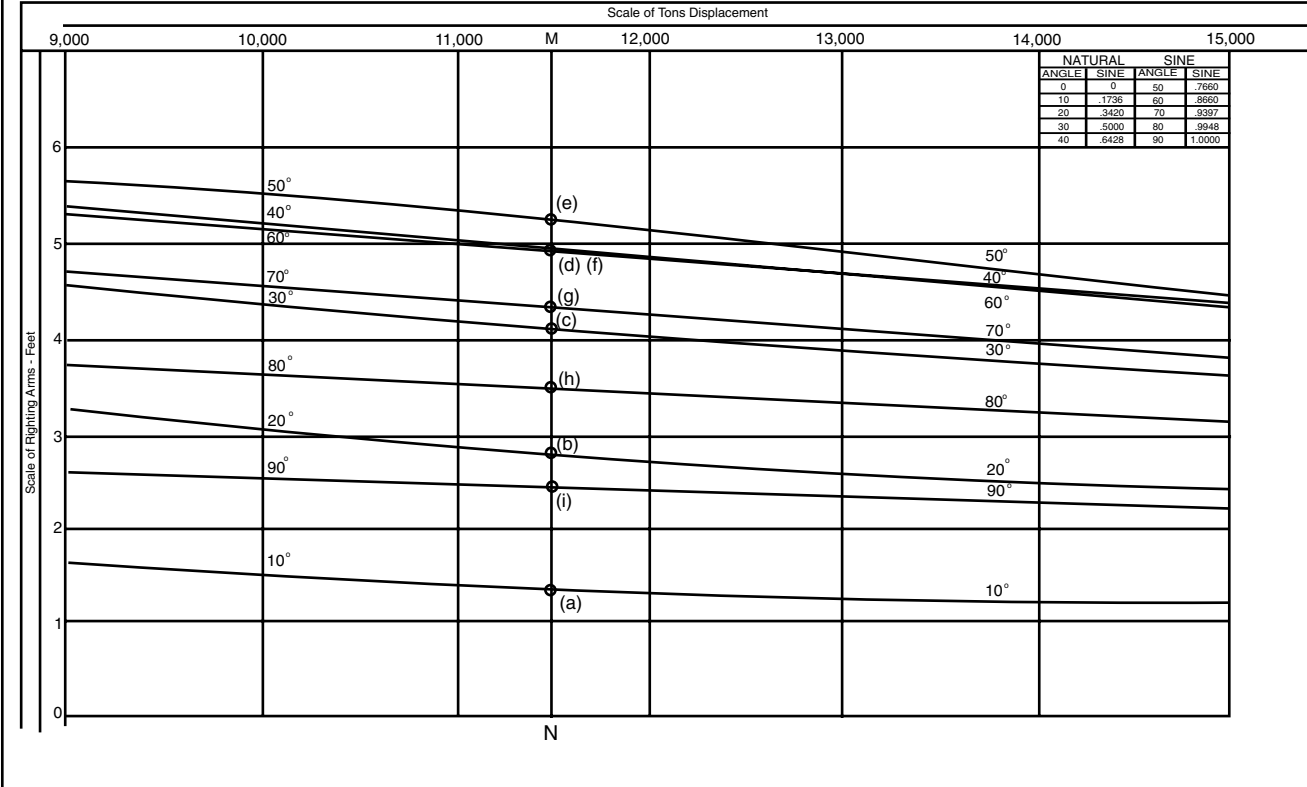 Scale of Tons Displacement
9,000 10,000 11,000 M 12,000 13,000 14,000 15,000
NATURAL SINE
ANGLE SINE ANGLE SINE
0 0 50 .7660
10 .1736 60 .8660
20 .3420 70 .9397
30 .5000 80 .9948
40 .6428 90 1.0000
Scale of Righting Arms - Feet
6
50°
40°
(e)
5
60°
50°
(d) (f)
40°
70°
30°
(g)
60°
(c)
70°
4
30°
80°
(h)
80°
20°
3
(b)
90°
20°
(i)
90°
2
10°
10°
(a)
1
0
N